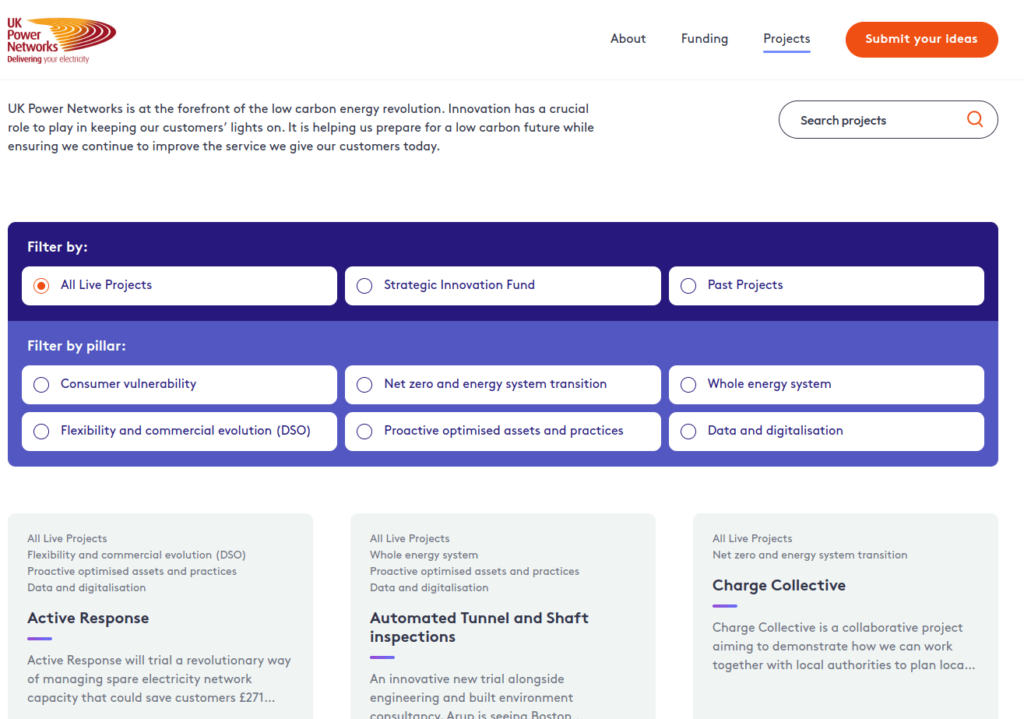 UK
Power
Networks
Delivering your electricity
About
Funding
Projects
Submit your ideas
UK Power Networks is at the forefront of the low carbon energy revolution. Innovation has a crucial
role to play in keeping our customers’ lights on. It is helping us prepare for a low carbon future while
ensuring we continue to improve the service we give our customers today.
Search projects
Filter by:
All Live Projects
Strategic Innovation Fund
Past Projects
Filter by pillar:
Consumer vulnerability
Net zero and energy system transition
Whole energy system
Flexibility and commercial evolution (DSO)
Proactive optimised assets and practices
Data and digitalisation
All Live Projects
Flexibility and commercial evolution (DSO)
Proactive optimised assets and practices
Data and digitalisation
Active Response
Active Response will trial a revolutionary way
of managing spare electricity network
capacity that could save customers £271...
All Live Projects
Whole energy system
Proactive optimised assets and practices
Data and digitalisation
Automated Tunnel and Shaft
inspections
An innovative new trial alongside
engineering and built environment
consultancy, Arup is seeing Boston...
All Live Projects
Net zero and energy system transition
Charge Collective
Charge Collective is a collaborative project
aiming to demonstrate how we can work
together with local authorities to plan loca...